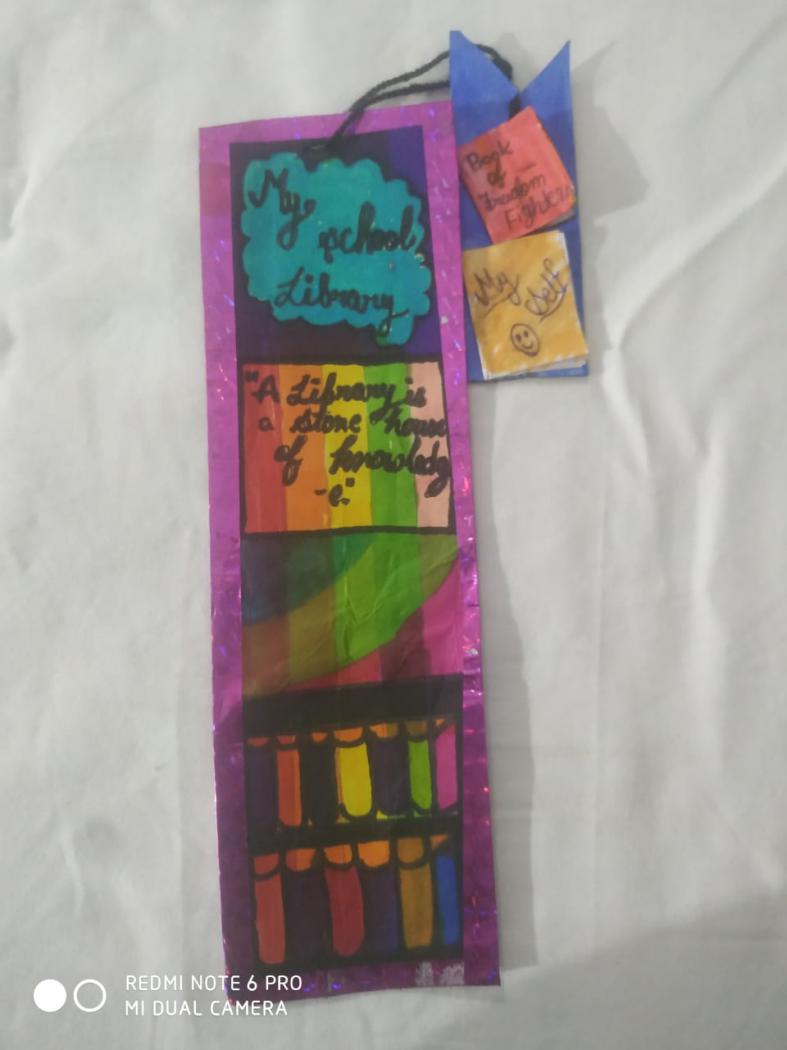 My
school
Library
"A Library is
a stone house
of knowledg
-e."
Book
of
Freedom
Fighters
My
Self
REDMI NOTE 6 PRO
MI DUAL CAMERA